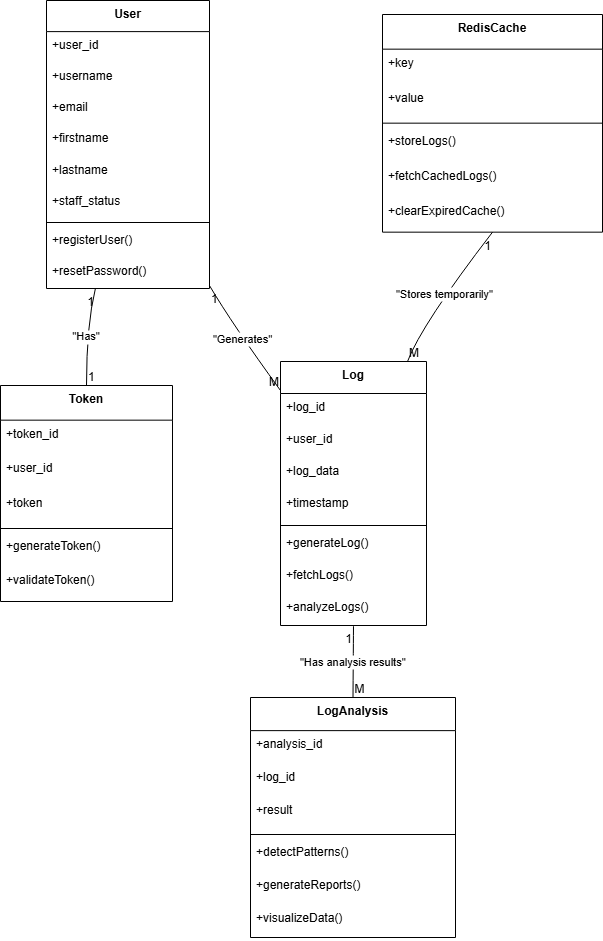 User
+user_id
+username
+email
+firstname
+lastname
+staff_status
+registerUser()
+resetPassword()
RedisCache
+key
+value
+storeLogs()
+fetchCachedLogs()
+clearExpiredCache()
1
"Has"
1
1
"Generates"
M
1
"Stores temporarily"
M
Token
+token_id
+user_id
+token
+generateToken()
+validateToken()
Log
+log_id
+user_id
+log_data
+timestamp
+generateLog()
+fetchLogs()
+analyzeLogs()
1
"Has analysis results"
M
LogAnalysis
+analysis_id
+log_id
+result
+detectPatterns()
+generateReports()
+visualizeData()